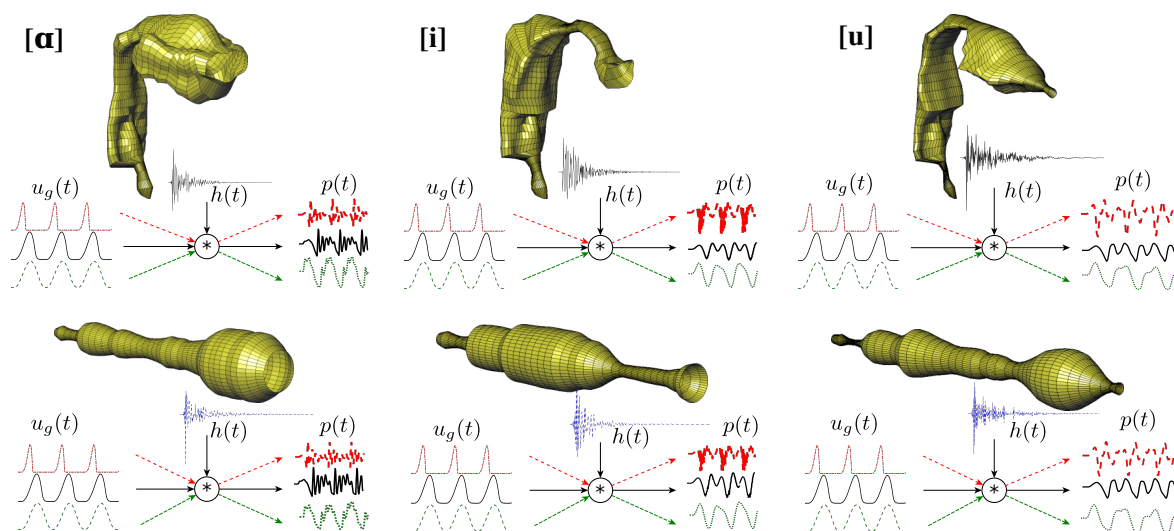 [ɑ]
[i]
[u]
u_g(t)
h(t)
p(t)
*
u_g(t)
h(t)
p(t)
*
u_g(t)
h(t)
p(t)
*
u_g(t)
h(t)
p(t)
*
u_g(t)
h(t)
p(t)
*
u_g(t)
h(t)
p(t)
*